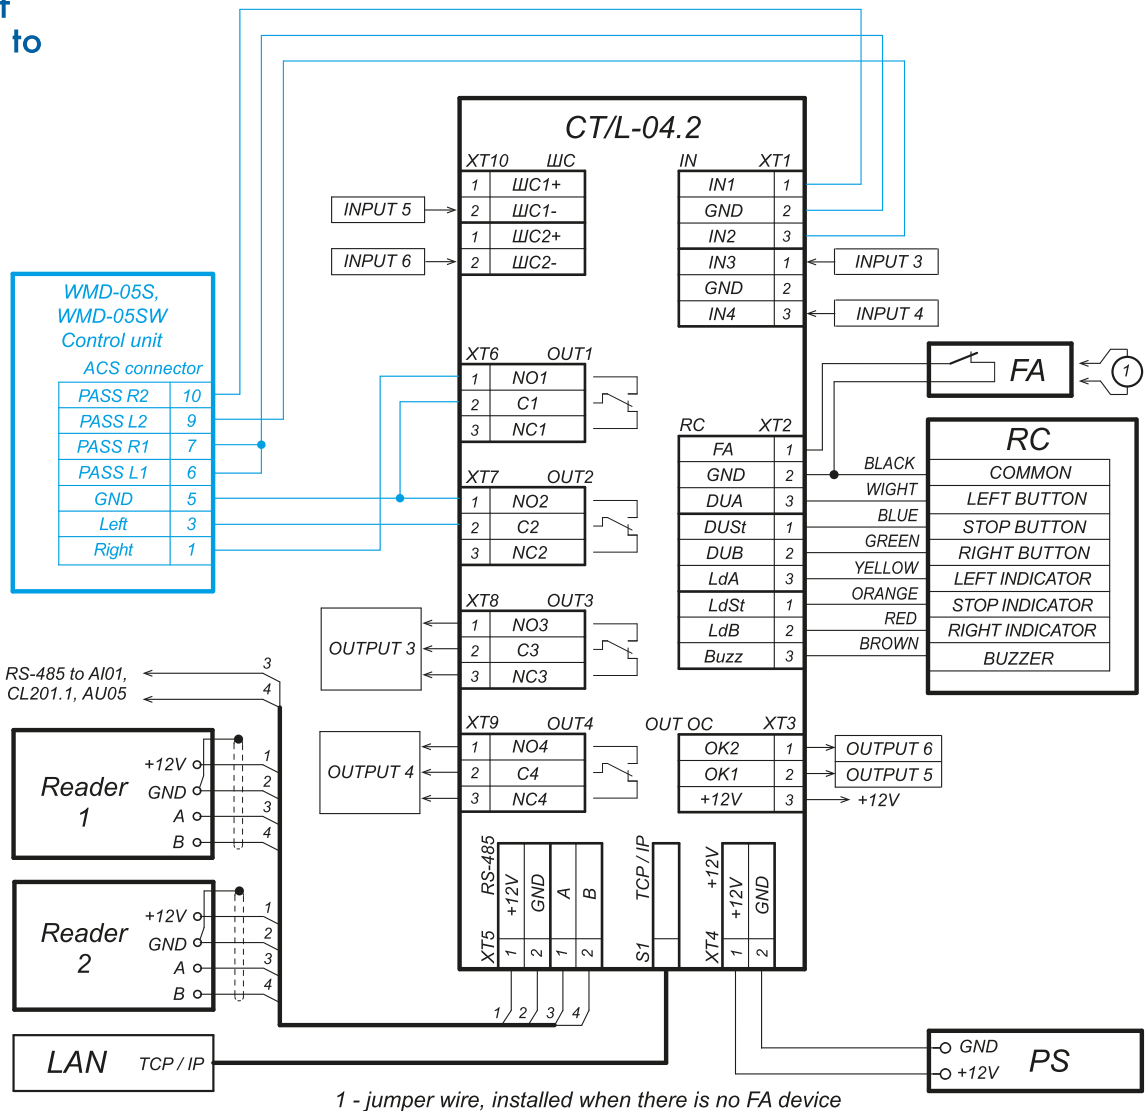 t
to
CT/L-04.2
XT10 ШС
1 ШС1+
2 ШС1-
1 ШС2+
2 ШС2-
INPUT 5
INPUT 6
IN XT1
IN1 1
GND 2
IN2 3
IN3 1
GND 2
IN4 3
INPUT 3
INPUT 4
WMD-05S,
WMD-05SW
Control unit
ACS connector
PASS R2 10
PASS L2 9
PASS R1 7
PASS L1 6
GND 5
Left 3
Right 1
XT6 OUT1
1 NO1
2 C1
3 NC1
XT7 OUT2
1 NO2
2 C2
3 NC2
XT8 OUT3
1 NO3
2 C3
3 NC3
OUTPUT 3
XT9 OUT4
1 NO4
2 C4
3 NC4
OUTPUT 4
FA
1
RC XT2
FA 1
GND 2
DUA 3
DUSt 1
DUB 2
LdA 3
LdSt 1
LdB 2
Buzz 3
BLACK
WIGHT
BLUE
GREEN
YELLOW
ORANGE
RED
BROWN
RC
COMMON
LEFT BUTTON
STOP BUTTON
RIGHT BUTTON
LEFT INDICATOR
STOP INDICATOR
RIGHT INDICATOR
BUZZER
OUT OC XT3
OK2 1
OK1 2
+12V 3
OUTPUT 6
OUTPUT 5
+12V
RS-485 to AI01, 3
CL201.1, AU05 4
Reader
1
+12V 1
GND 2
A 3
B 4
Reader
2
+12V 1
GND 2
A 3
B 4
XT5 RS-485
1 +12V
2 GND
1 A
2 B
S1 TCP / IP
XT4 +12V
1 +12V
2 GND
1 2 3 4
LAN TCP / IP
GND
+12V
PS
1 - jumper wire, installed when there is no FA device